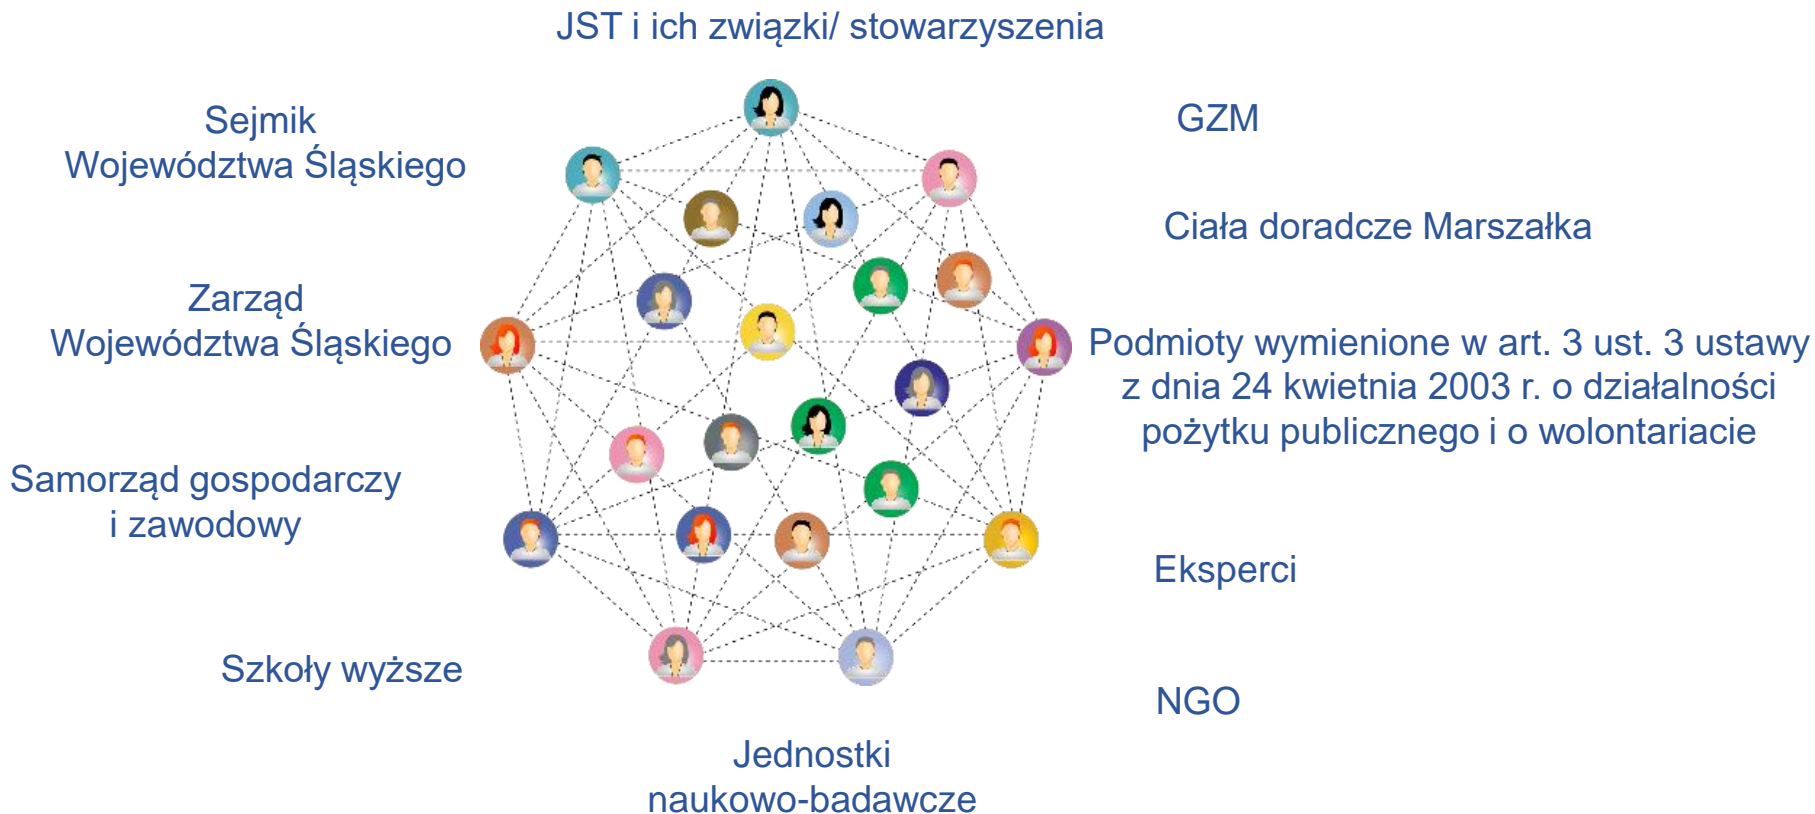 JST i ich związki/ stowarzyszenia
Sejmik
Województwa Śląskiego
GZM
Ciała doradcze Marszałka
Zarząd
Województwa Śląskiego
Podmioty wymienione w art. 3 ust. 3 ustawy
z dnia 24 kwietnia 2003 r. o działalności
pożytku publicznego i o wolontariacie
Samorząd gospodarczy
i zawodowy
Eksperci
Szkoły wyższe
NGO
Jednostki
naukowo-badawcze